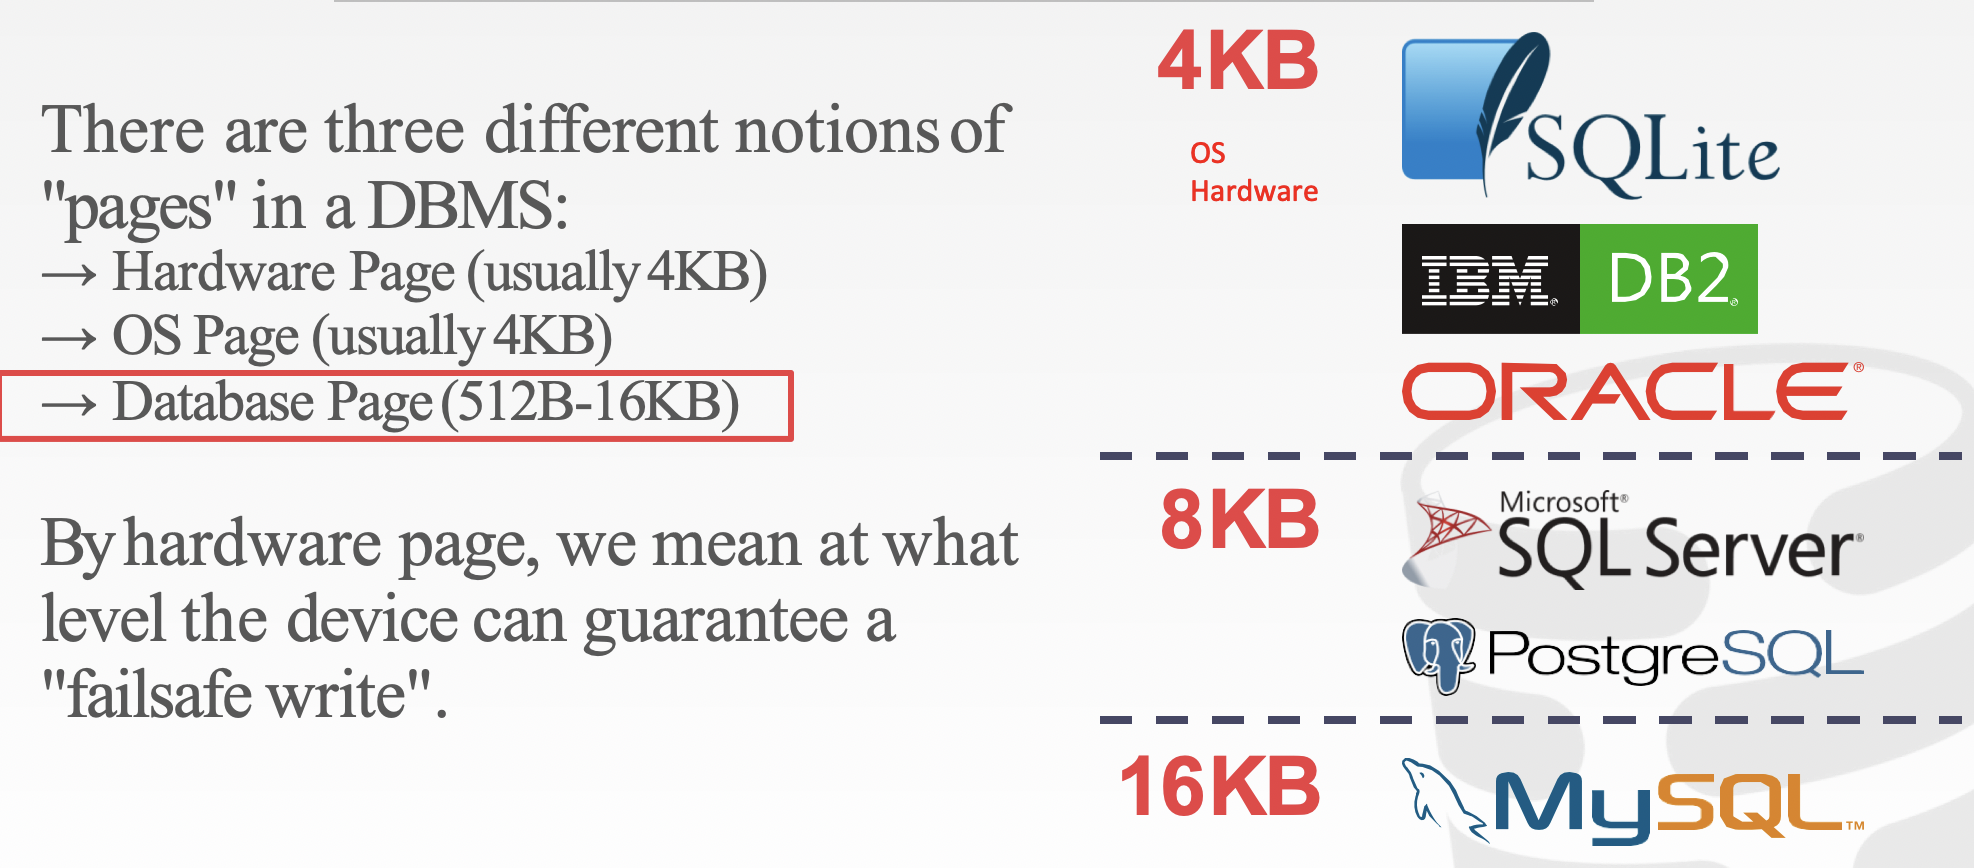 There are three different notions of
"pages" in a DBMS:
→ Hardware Page (usually 4KB)
→ OS Page (usually 4KB)
→ Database Page (512B-16KB)
By hardware page, we mean at what
level the device can guarantee a
"failsafe write".
4KB
OS
Hardware
SQLite
IBM® DB2®
ORACLE®
8KB
Microsoft®
SQL Server®
PostgreSQL
16KB
MySQL™